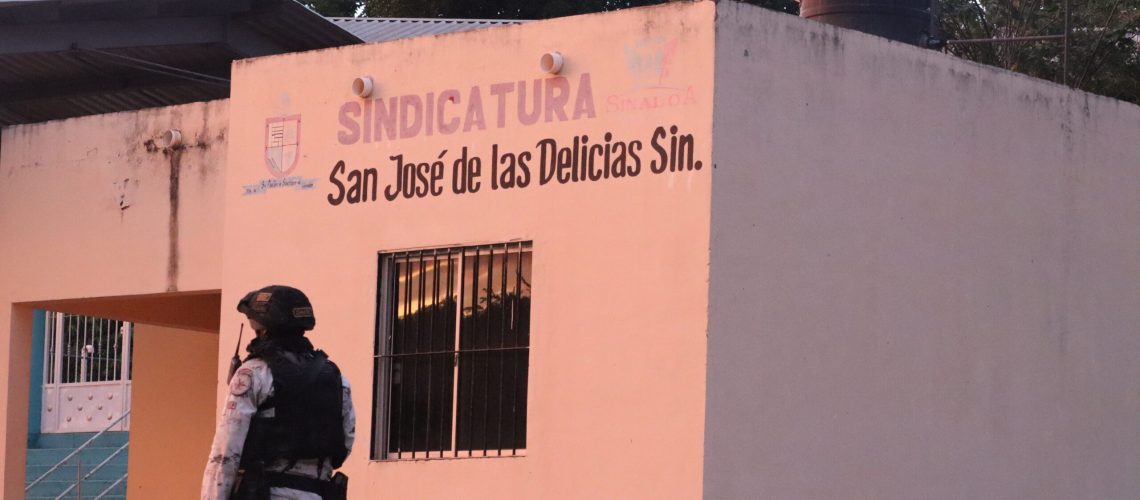 SINDICATURA
SINALOA
San José de las Delicias Sin.